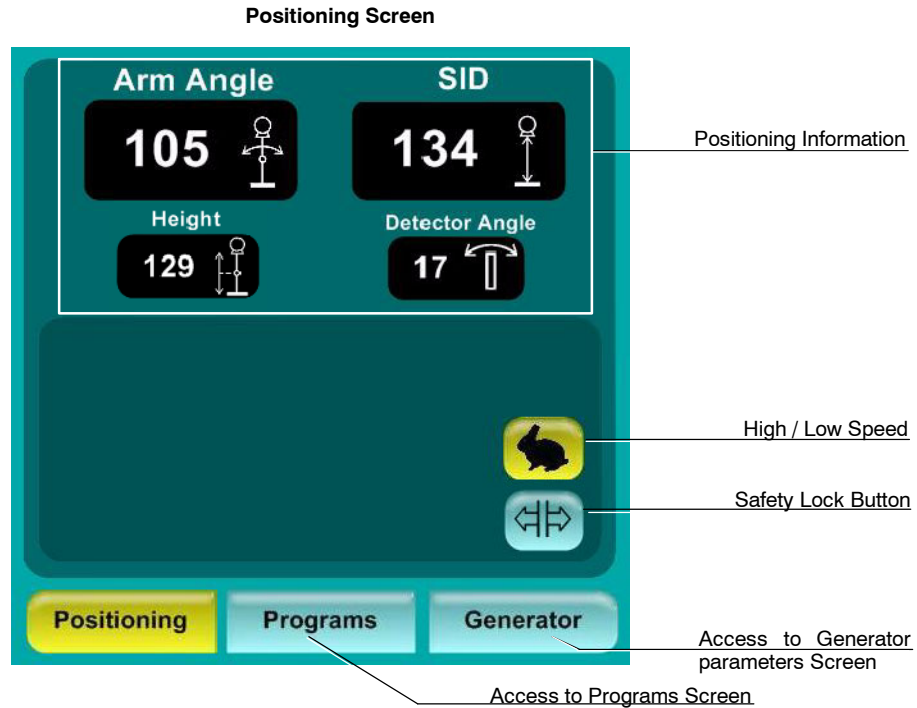 Positioning Screen
Arm Angle
SID
105
134
Positioning Information
Height
Detector Angle
129
17
High / Low Speed
Safety Lock Button
Positioning
Programs
Generator
Access to Generator
parameters Screen
Access to Programs Screen